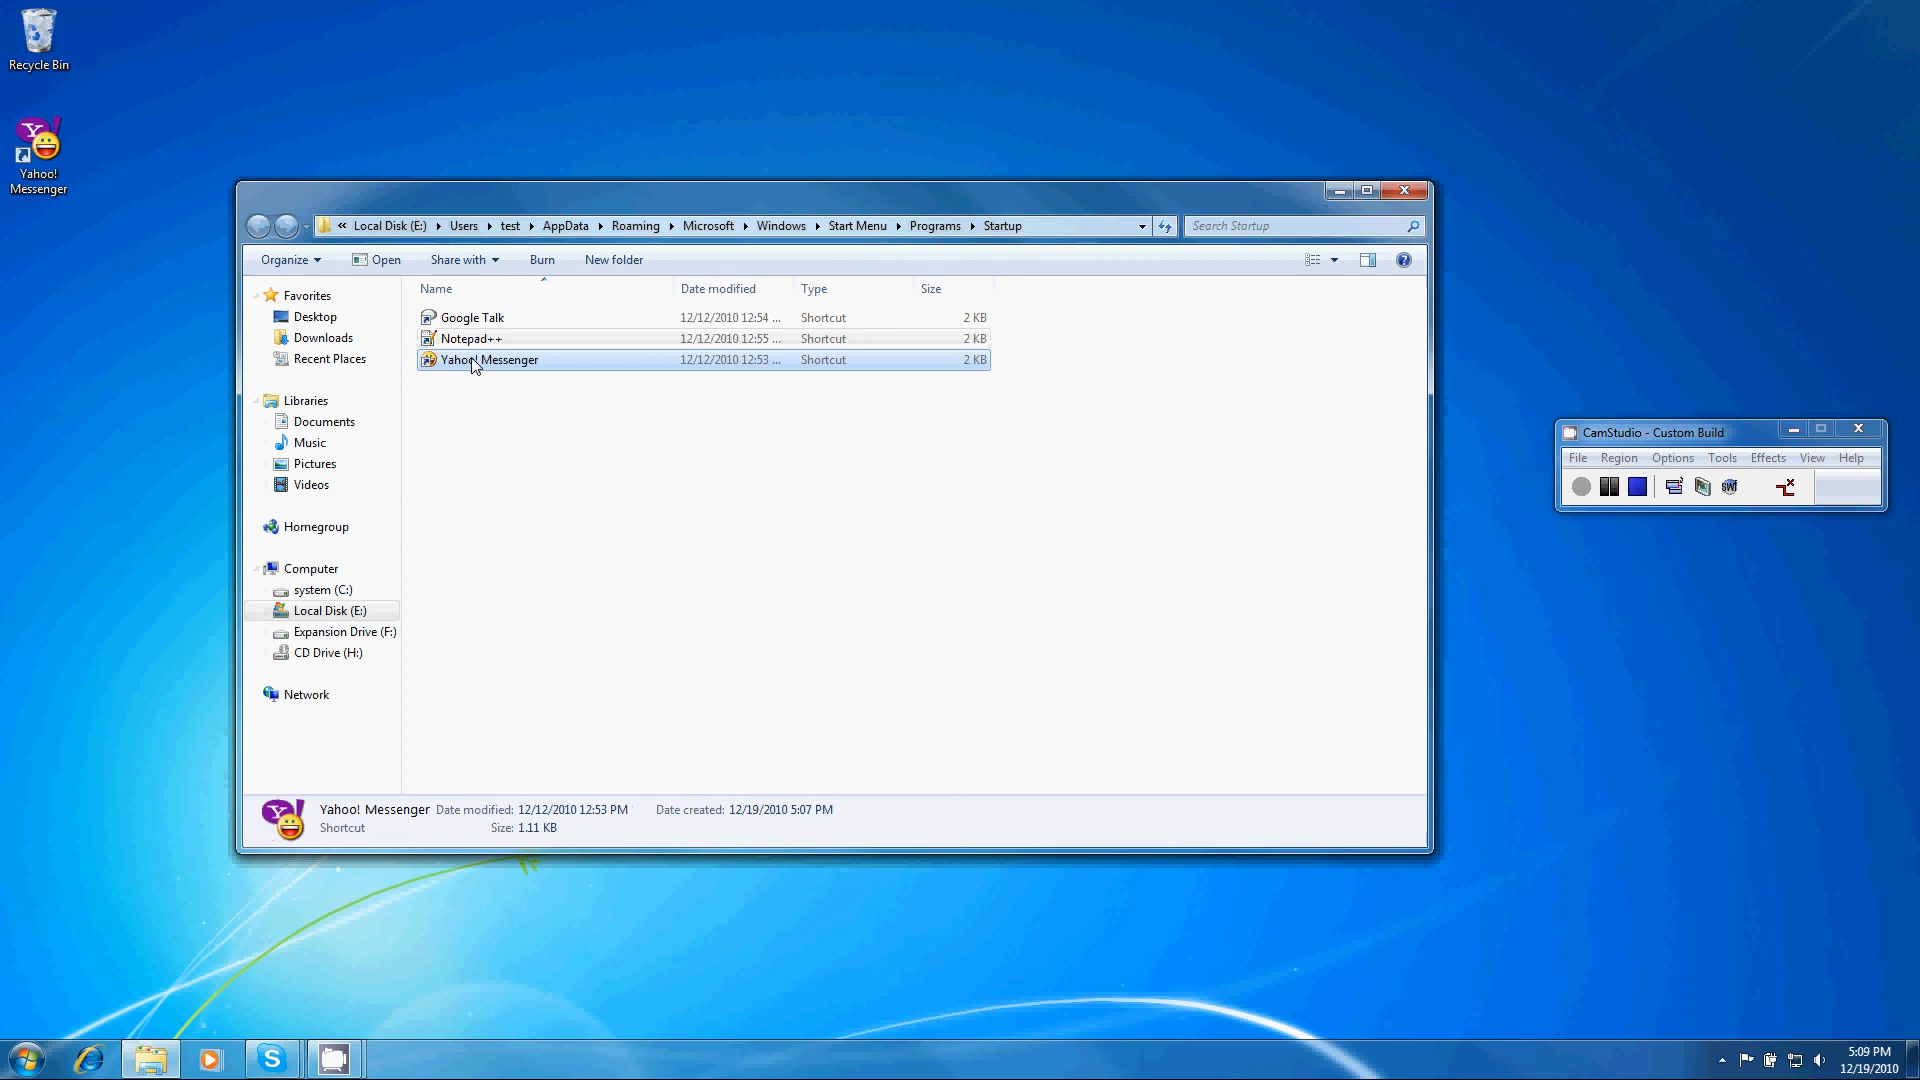 Recycle Bin
Yahoo!
Messenger
« Local Disk (E:) Users test AppData Roaming Microsoft Windows Start Menu Programs Startup
Search Startup
Organize Open Share with Burn New folder
Name Date modified Type Size
Google Talk 12/12/2010 12:54 ... Shortcut 2 KB
Notepad++ 12/12/2010 12:55 ... Shortcut 2 KB
Yahoo! Messenger 12/12/2010 12:53 ... Shortcut 2 KB
Favorites
Desktop
Downloads
Recent Places
Libraries
Documents
Music
Pictures
Videos
Homegroup
Computer
system (C:)
Local Disk (E:)
Expansion Drive (F:)
CD Drive (H:)
Network
Yahoo! Messenger Date modified: 12/12/2010 12:53 PM Date created: 12/19/2010 5:07 PM
Shortcut Size: 1.11 KB
CamStudio - Custom Build
File Region Options Tools Effects View Help
SWF
5:09 PM
12/19/2010